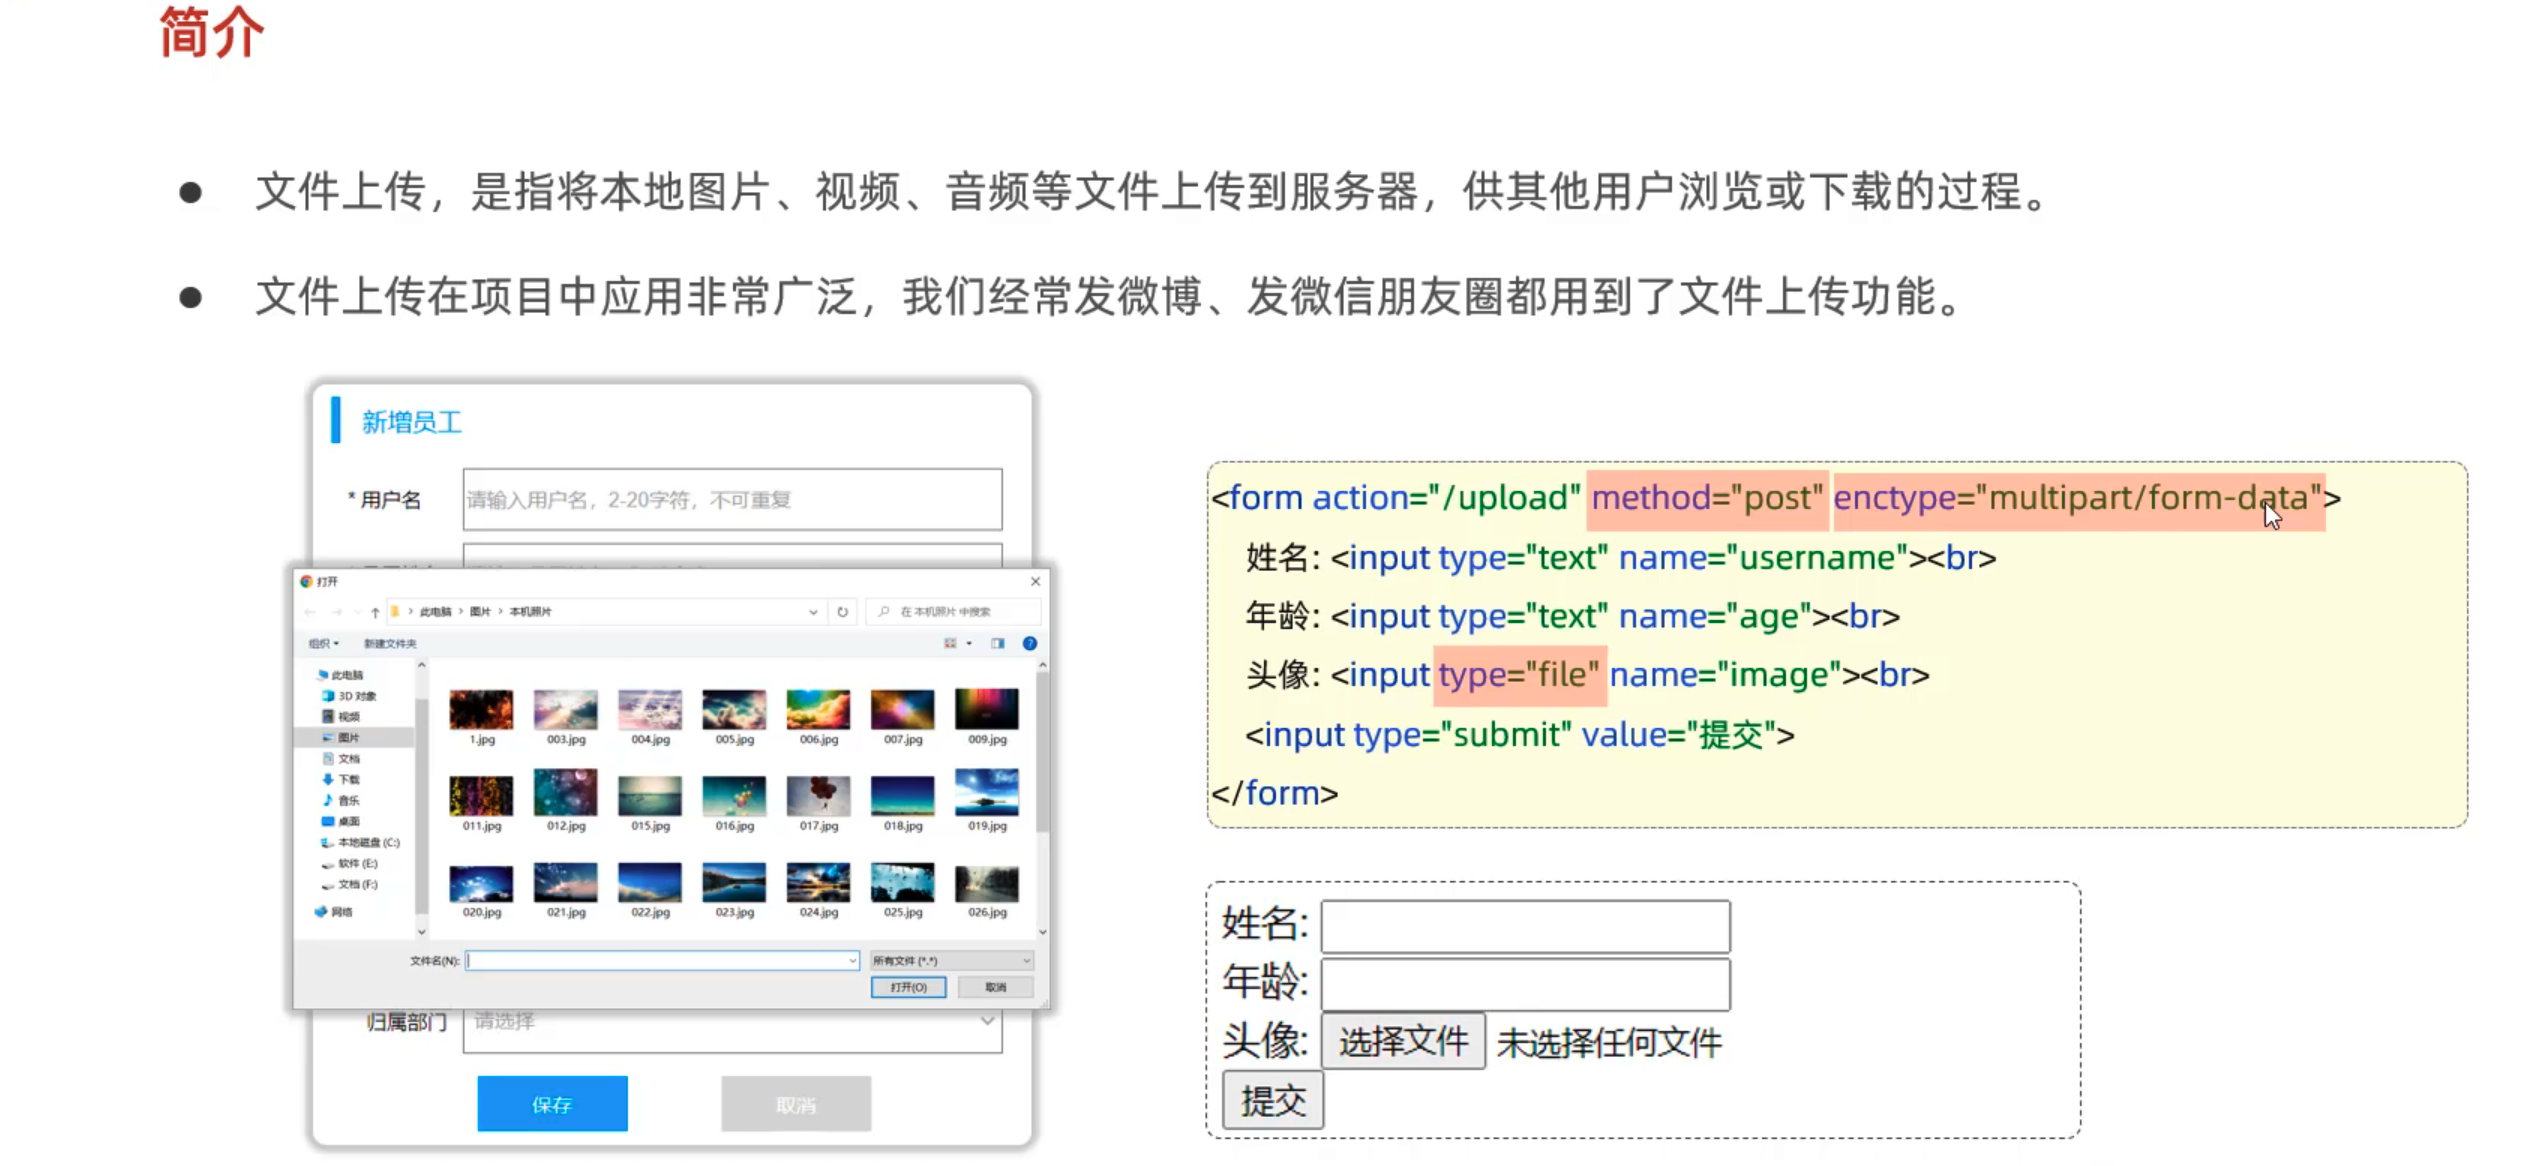 简介
● 文件上传，是指将本地图片、视频、音频等文件上传到服务器，供其他用户浏览或下载的过程。
● 文件上传在项目中应用非常广泛，我们经常发微博、发微信朋友圈都用到了文件上传功能。
新增员工
* 用户名 请输入用户名，2-20字符，不可重复
打开
此电脑 > 图片 > 本机照片
在 本机照片 中搜索
组织 新建文件夹
此电脑
3D 对象
视频
图片
文档
下载
音乐
桌面
本地磁盘 (C:)
软件 (E:)
文档 (F:)
网络
1.jpg 003.jpg 004.jpg 005.jpg 006.jpg 007.jpg 009.jpg
011.jpg 012.jpg 015.jpg 016.jpg 017.jpg 018.jpg 019.jpg
020.jpg 021.jpg 022.jpg 023.jpg 024.jpg 025.jpg 026.jpg
文件名(N): 所有文件 (*.*)
打开(O) 取消
归属部门 请选择
保存 取消
<form action="/upload" method="post" enctype="multipart/form-data">
姓名: <input type="text" name="username"><br>
年龄: <input type="text" name="age"><br>
头像: <input type="file" name="image"><br>
<input type="submit" value="提交">
</form>
姓名:
年龄:
头像: 选择文件 未选择任何文件
提交